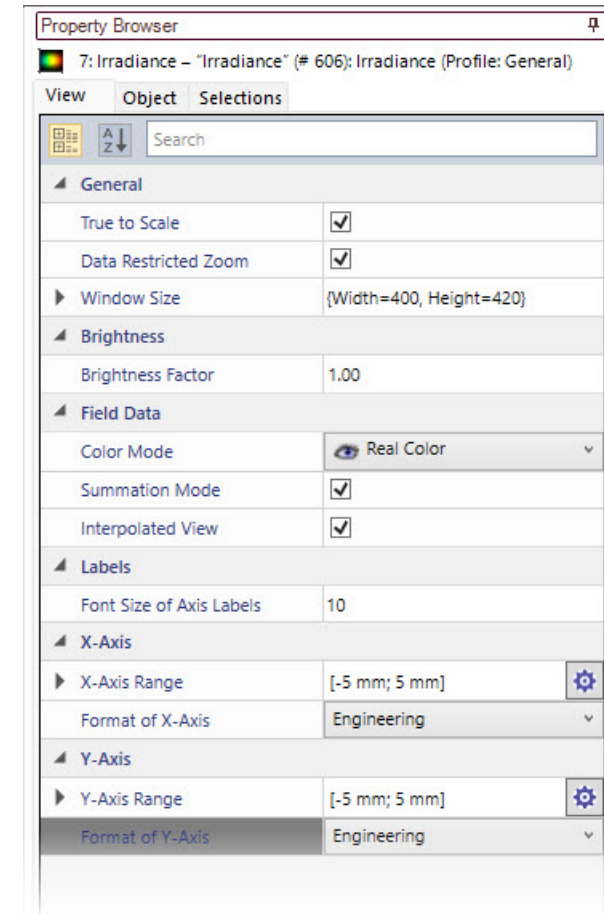 Property Browser
7: Irradiance – "Irradiance" (# 606): Irradiance (Profile: General)
View Object Selections
A Z Search
General
True to Scale
Data Restricted Zoom
Window Size {Width=400, Height=420}
Brightness
Brightness Factor 1.00
Field Data
Color Mode Real Color
Summation Mode
Interpolated View
Labels
Font Size of Axis Labels 10
X-Axis
X-Axis Range [-5 mm; 5 mm]
Format of X-Axis Engineering
Y-Axis
Y-Axis Range [-5 mm; 5 mm]
Format of Y-Axis Engineering